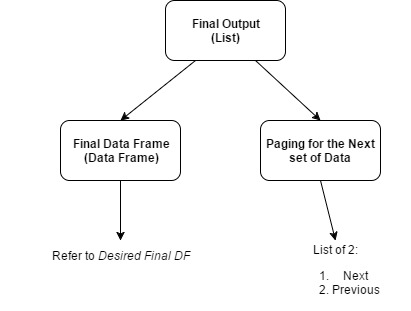 Final Output
(List)
Final Data Frame
(Data Frame)
Paging for the Next
set of Data
Refer to Desired Final DF
List of 2:
1. Next
2. Previous